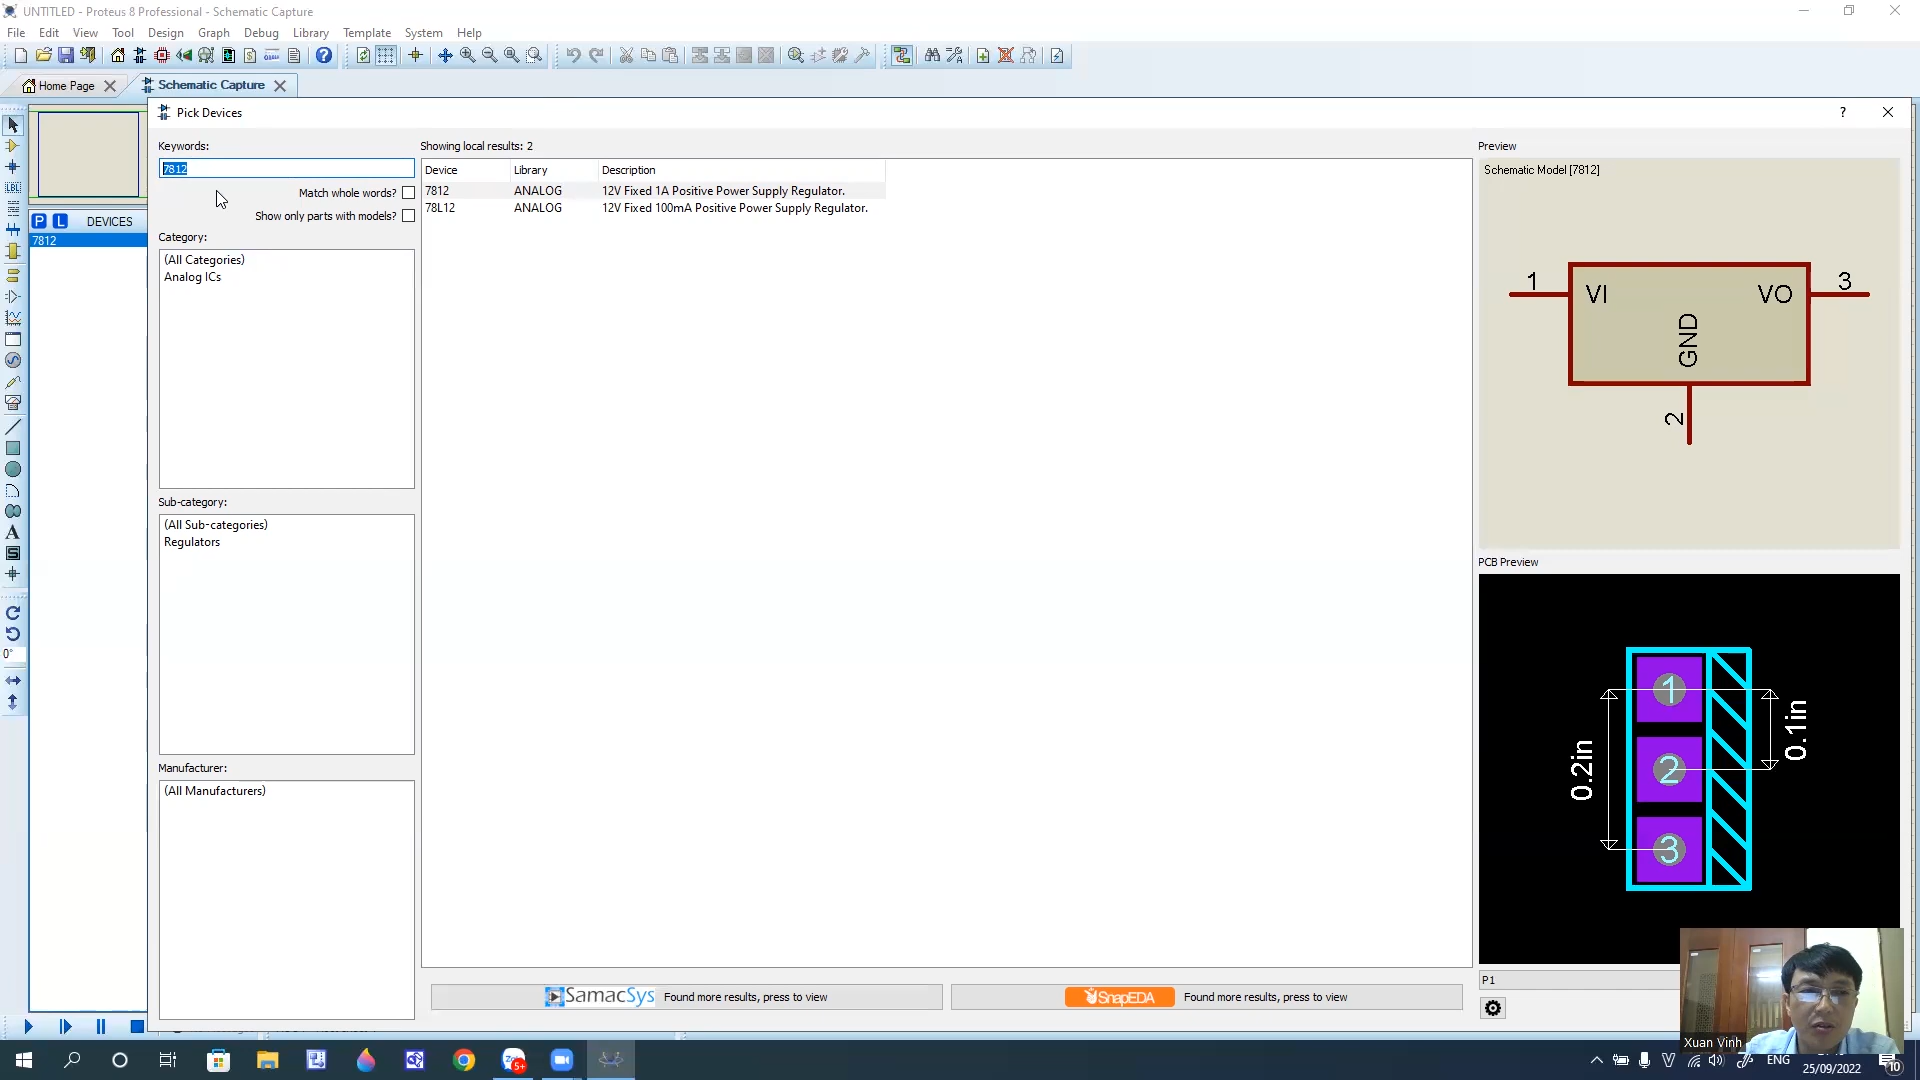 UNTITLED - Proteus 8 Professional - Schematic Capture
File Edit View Tool Design Graph Debug Library Template System Help
Home Page
Schematic Capture
Pick Devices
?
Keywords:
7812
Match whole words?
Show only parts with models?
Category:
(All Categories)
Analog ICs
Sub-category:
(All Sub-categories)
Regulators
Manufacturer:
(All Manufacturers)
P L DEVICES
7812
LBL
A
S
0°
Showing local results: 2
Device Library Description
7812 ANALOG 12V Fixed 1A Positive Power Supply Regulator.
78L12 ANALOG 12V Fixed 100mA Positive Power Supply Regulator.
SamacSys Found more results, press to view
SnapEDA Found more results, press to view
Preview
Schematic Model [7812]
1 VI VO 3
GND
2
PCB Preview
1
2
3
0.2in
0.1in
P1
Xuan Vinh
5+
ENG
25/09/2022
10